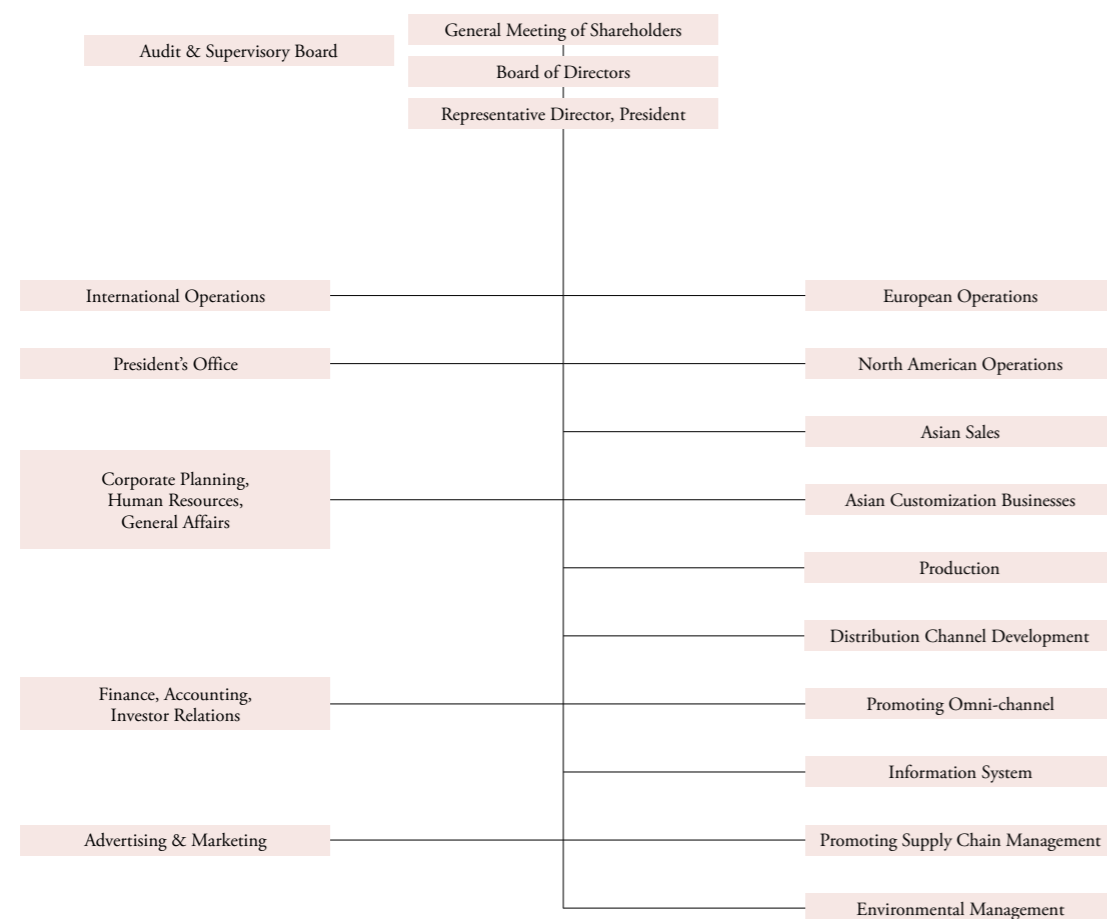 General Meeting of Shareholders
Audit & Supervisory Board
Board of Directors
Representative Director, President
International Operations
European Operations
President’s Office
North American Operations
Asian Sales
Corporate Planning,
Human Resources,
General Affairs
Asian Customization Businesses
Production
Distribution Channel Development
Finance, Accounting,
Investor Relations
Promoting Omni-channel
Information System
Advertising & Marketing
Promoting Supply Chain Management
Environmental Management